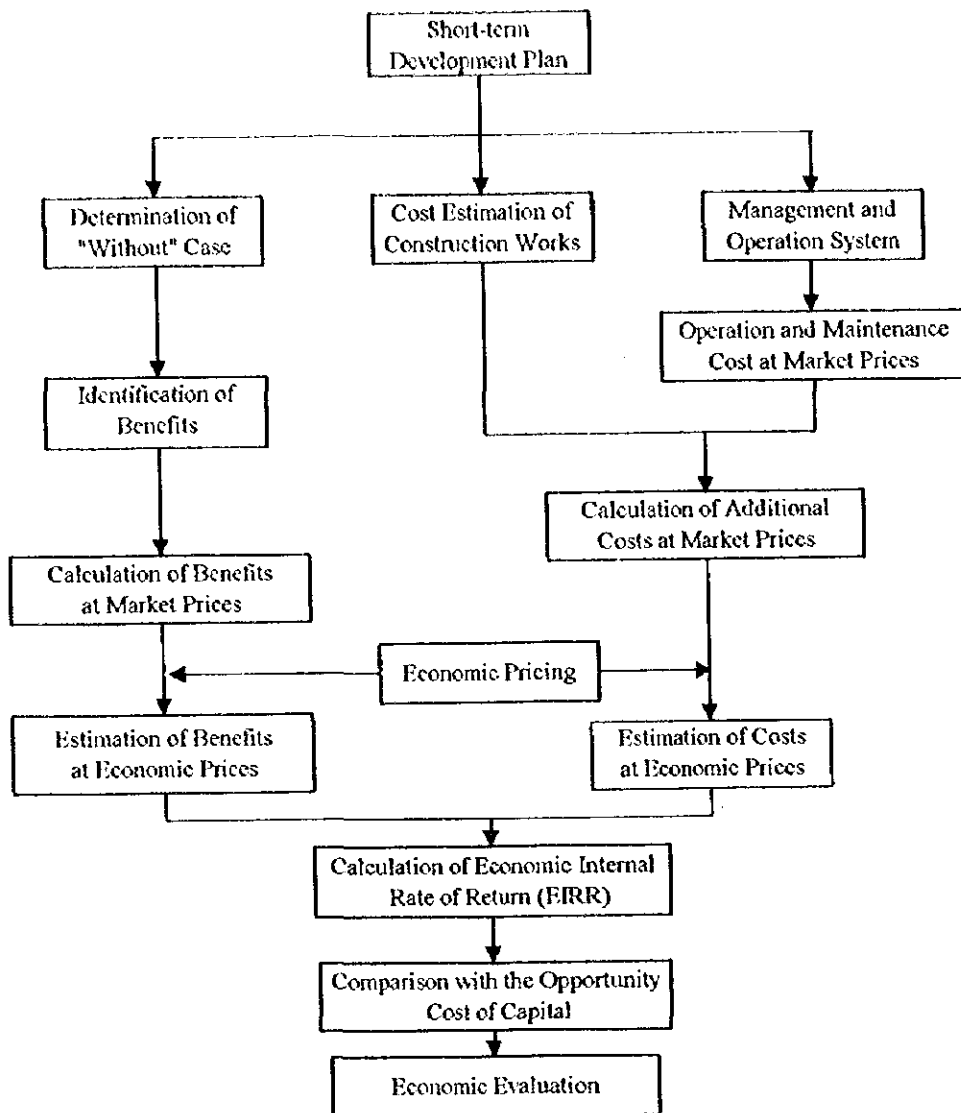 Short-term
Development Plan
Determination of
"Without" Case
Cost Estimation of
Construction Works
Management and
Operation System
Operation and Maintenance
Cost at Market Prices
Identification of
Benefits
Calculation of Additional
Costs at Market Prices
Calculation of Benefits
at Market Prices
Economic Pricing
Estimation of Benefits
at Economic Prices
Estimation of Costs
at Economic Prices
Calculation of Economic Internal
Rate of Return (EIRR)
Comparison with the Opportunity
Cost of Capital
Economic Evaluation